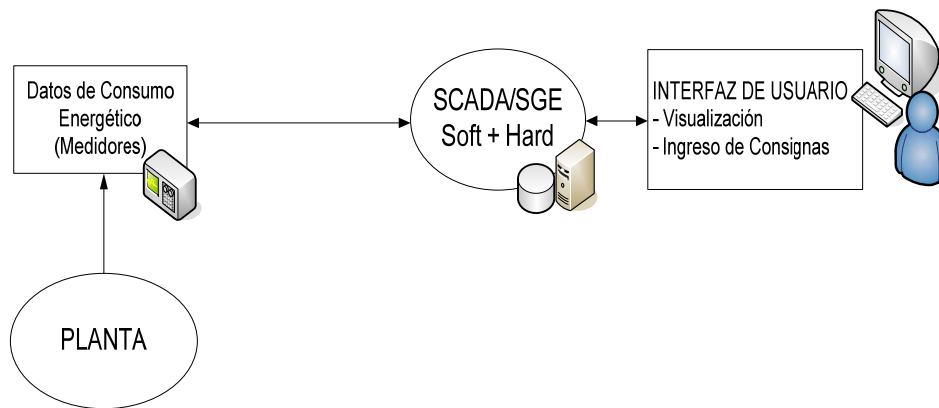 Datos de Consumo
Energético
(Medidores)
SCADA/SGE
Soft + Hard
INTERFAZ DE USUARIO
- Visualización
- Ingreso de Consignas
PLANTA